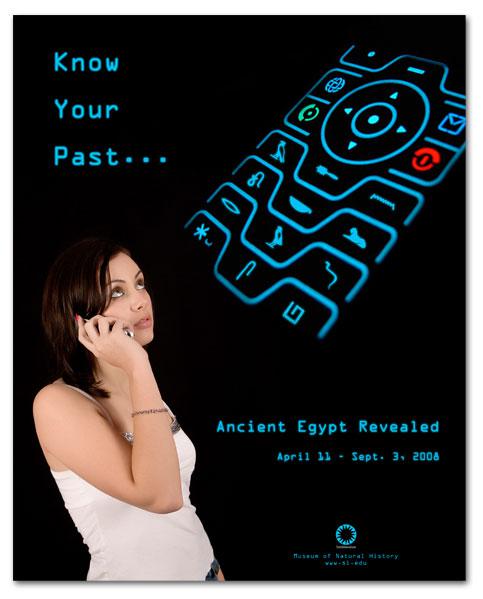 Know
Your
Past...
Ancient Egypt Revealed
April 11 - Sept. 3, 2008
Museum of Natural History
www.si.edu